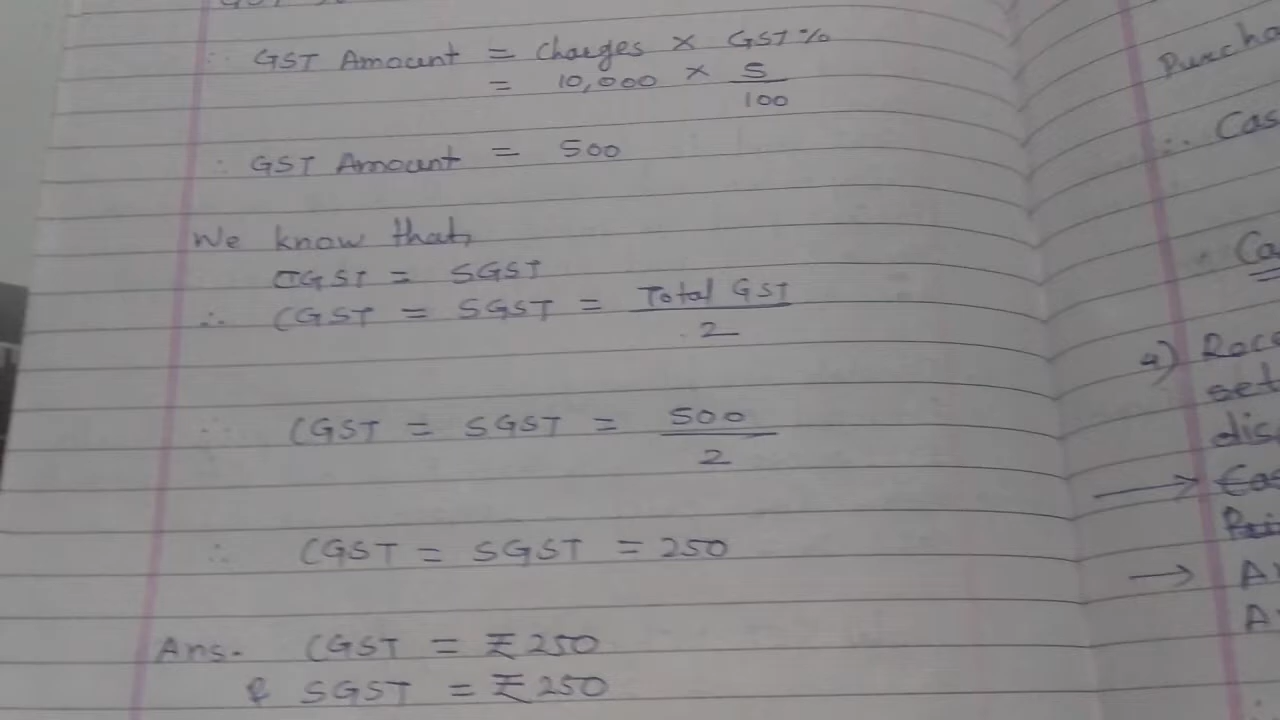 ∴ GST Amount = Charges × GST%
= 10,000 × 5/100
∴ GST Amount = 500
We know that,
CGST = SGST
∴ CGST = SGST = Total GST/2
∴ CGST = SGST = 500/2
∴ CGST = SGST = 250
Ans. CGST = ₹250
& SGST = ₹250
∴
4)
→
→